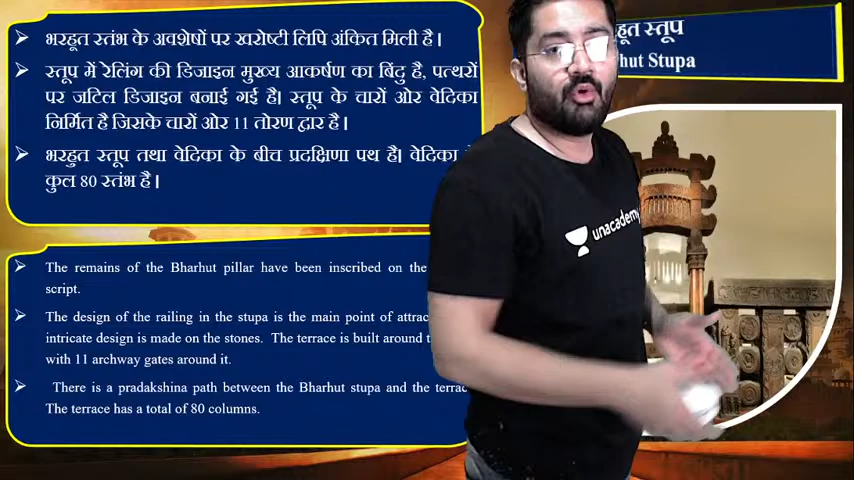 भरहूत स्तंभ के अवशेषों पर खरोष्टी लिपि अंकित मिली है।
स्तूप में रेलिंग की डिजाइन मुख्य आकर्षण का बिंदु है, पत्थरों
पर जटिल डिजाइन बनाई गई है। स्तूप के चारों ओर वेदिका
निर्मित है जिसके चारों ओर 11 तोरण द्वार है।
भरहुत स्तूप तथा वेदिका के बीच प्रदक्षिणा पथ है। वेदिका
कुल 80 स्तंभ है।
स्तूप
Stupa
The remains of the Bharhut pillar have been inscribed on the
script.
The design of the railing in the stupa is the main point of
intricate design is made on the stones. The terrace is built around
with 11 archway gates around it.
There is a pradakshina path between the Bharhut stupa and the
The terrace has a total of 80 columns.
unacademy